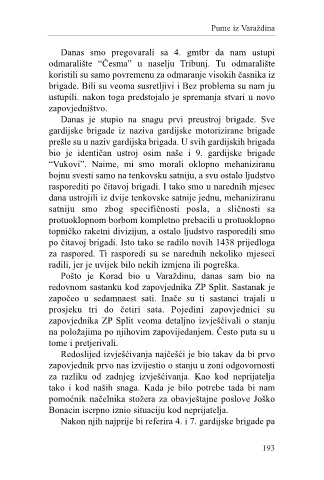 Pume iz Varaždina
Danas smo pregovarali sa 4. gmtbr da nam ustupi
odmaralište “Česma” u naselju Tribunj. Tu odmaralište
koristili su samo povremenu za odmaranje visokih časnika iz
brigade. Bili su veoma susretljivi i Bez problema su nam ju
ustupili. nakon toga predstojalo je spremanja stvari u novo
zapovjedništvo.
Danas je stupio na snagu prvi preustroj brigade. Sve
gardijske brigade iz naziva gardijske motorizirane brigade
prešle su u naziv gardijska brigada. U svih gardijskih brigada
bio je identičan ustroj osim naše i 9. gardijske brigade
“Vukovi”. Naime, mi smo morali oklopno mehaniziranu
bojnu svesti samo na tenkovsku satniju, a svu ostalo ljudstvo
rasporediti po čitavoj brigadi. I tako smo u narednih mjesec
dana ustrojili iz dvije tenkovske satnije jednu, mehaniziranu
satniju smo zbog specifičnosti posla, a sličnosti sa
protuoklopnom borbom kompletno prebacili u protuoklopno
topničko raketni divizijun, a ostalo ljudstvo rasporedili smo
po čitavoj brigadi. Isto tako se radilo novih 1438 prijedloga
za raspored. Ti rasporedi su se narednih nekoliko mjeseci
radili, jer je uvijek bilo nekih izmjena ili pogreška.
Pošto je Korad bio u Varaždinu, danas sam bio na
redovnom sastanku kod zapovjednika ZP Split. Sastanak je
započeo u sedamnaest sati. Inače su ti sastanci trajali u
prosjeku tri do četiri sata. Pojedini zapovjednici su
zapovjednika ZP Split veoma detaljno izvješćivali o stanju
na položajima po njihovim zapovijedanjem. Često puta su u
tome i pretjerivali.
Redoslijed izvješćivanja najčešći je bio takav da bi prvo
zapovjednik prvo nas izvijestio o stanju u zoni odgovornosti
za razliku od zadnjeg izvješćivanja. Kao kod neprijatelja
tako i kod naših snaga. Kada je bilo potrebe tada bi nam
pomoćnik načelnika stožera za obavještajne poslove Joško
Bonacin iscrpno iznio situaciju kod neprijatelja.
Nakon njih najprije bi referira 4. i 7. gardijske brigade pa
193